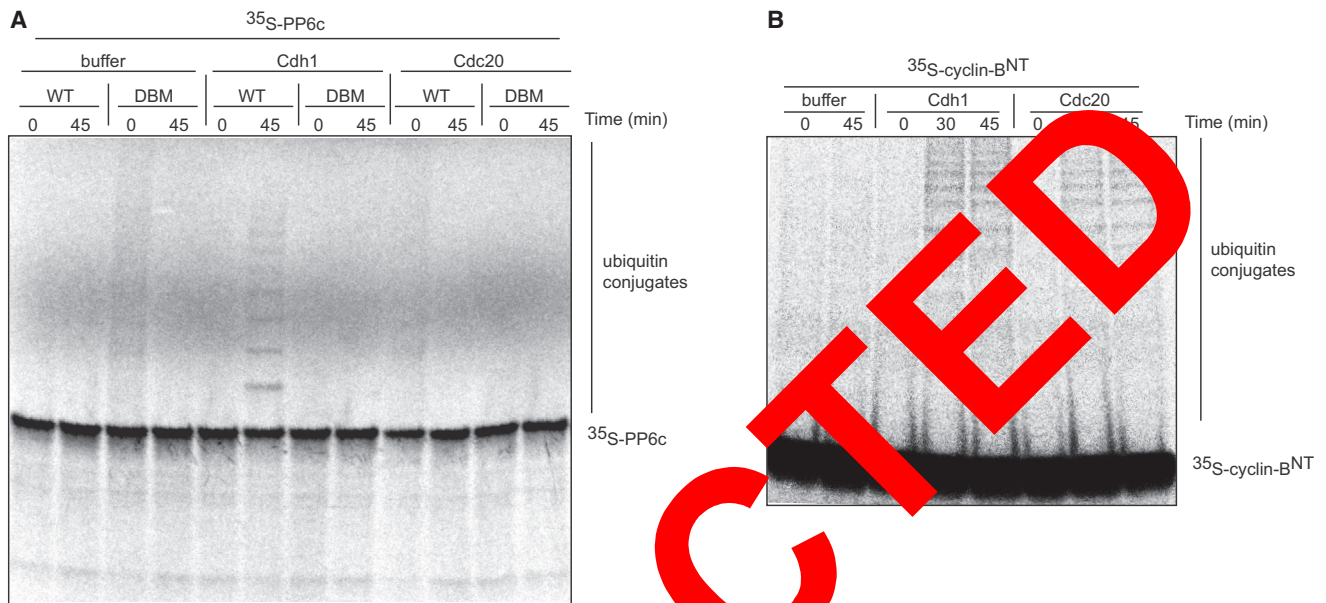 A
³⁵S-PP6c
buffer Cdh1 Cdc20
WT DBM WT DBM WT DBM
0 45 0 45 0 45 0 45 0 45 0 45 Time (min)
ubiquitin
conjugates
³⁵S-PP6c
B
³⁵S-cyclin-Bᴺᵀ
buffer Cdh1 Cdc20
0 45 0 30 45 0 Time (min)
ubiquitin
conjugates
³⁵S-cyclin-Bᴺᵀ
CTED